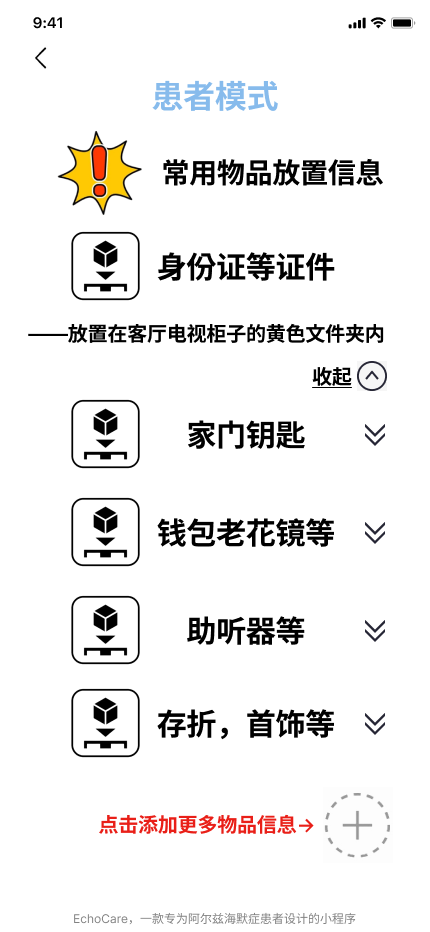 9:41
患者模式
常用物品放置信息
身份证等证件
——放置在客厅电视柜子的黄色文件夹内
收起
家门钥匙
钱包老花镜等
助听器等
存折，首饰等
点击添加更多物品信息→
EchoCare，一款专为阿尔兹海默症患者设计的小程序